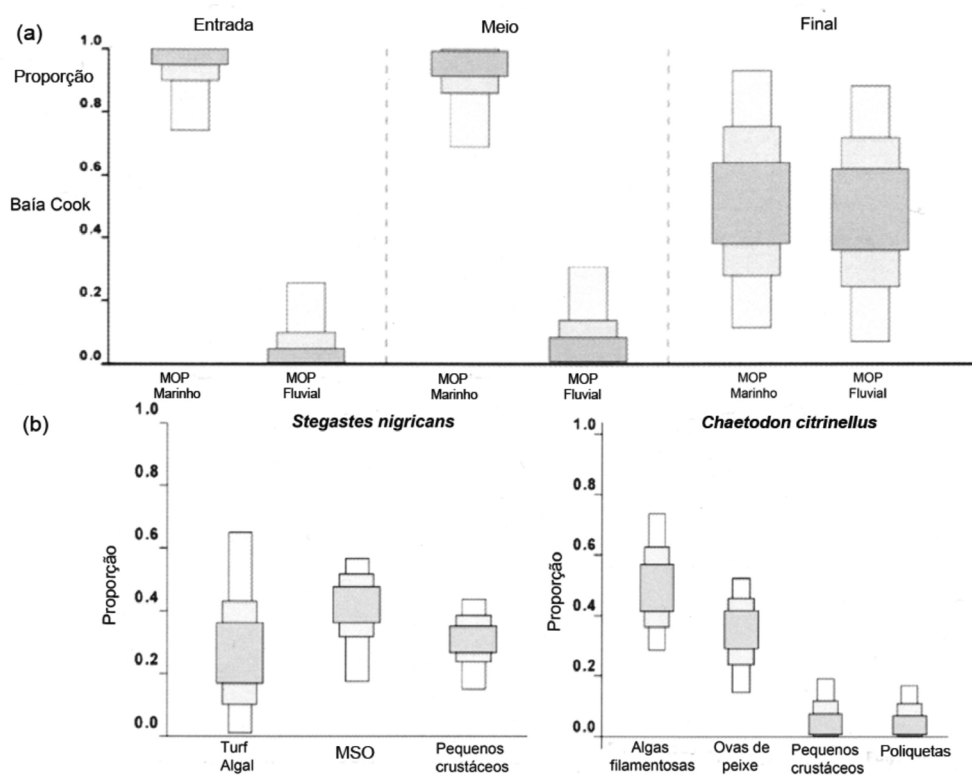 (a)
Entrada
Meio
Final
Proporção
Baía Cook
1.0
0.8
0.6
0.4
0.2
0.0
MOP
Marinho
MOP
Fluvial
MOP
Marinho
MOP
Fluvial
MOP
Marinho
MOP
Fluvial
(b)
Stegastes nigricans
Proporção
1.0
0.8
0.6
0.4
0.2
0.0
Turf
Algal
MSO
Pequenos
crustáceos
Chaetodon citrinellus
Proporção
1.0
0.8
0.6
0.4
0.2
0.0
Algas
filamentosas
Ovas de
peixe
Pequenos
crustáceos
Poliquetas